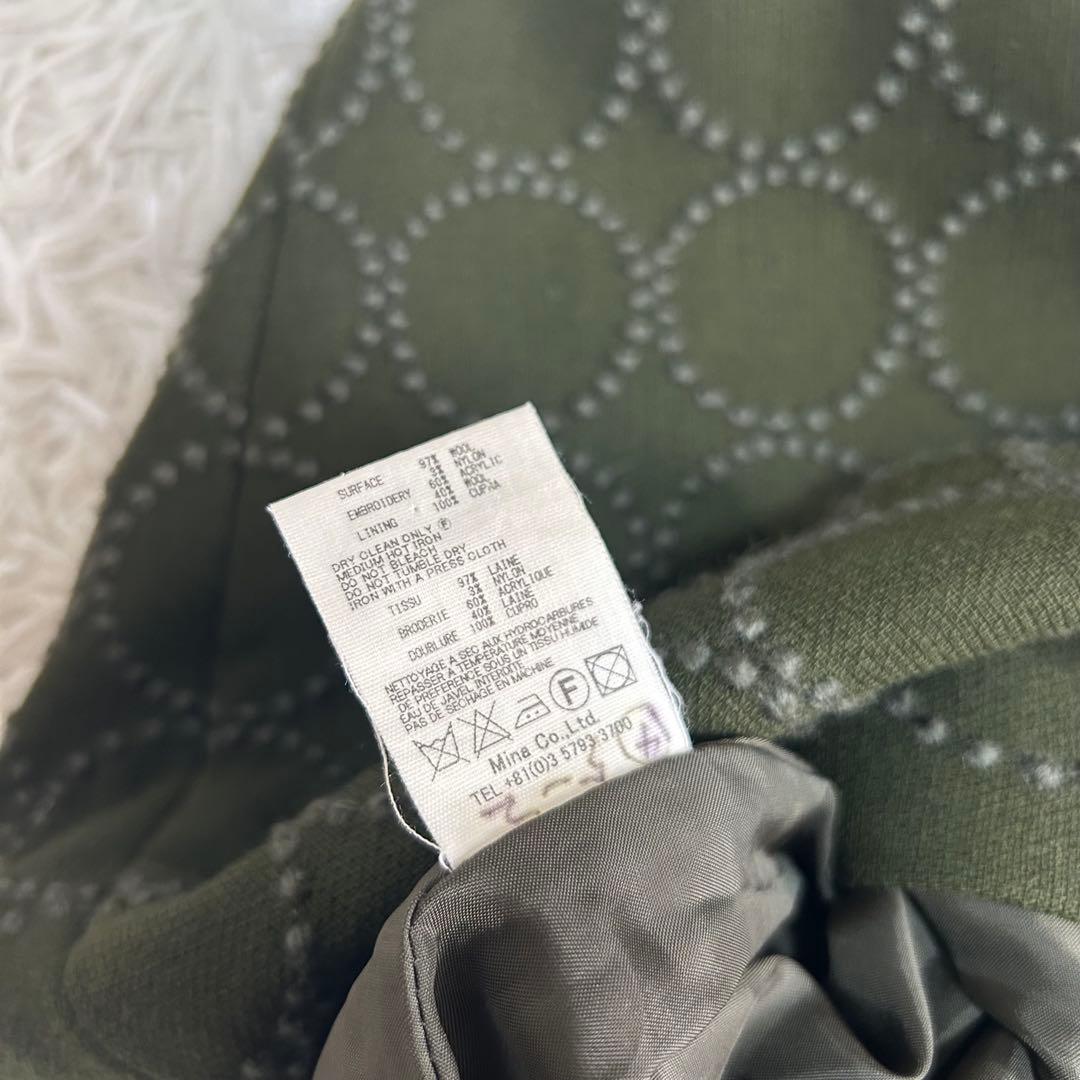 SURFACE 97% WOOL
3% NYLON
EMBROIDERY 60% ACRYLIC
40% WOOL
LINING 100% CUPRA
DRY CLEAN ONLY Ⓕ
MEDIUM HOT IRON
DO NOT BLEACH
DO NOT TUMBLE DRY
IRON WITH A PRESS CLOTH
TISSU 97% LAINE
3% NYLON
BRODERIE 60% ACRYLIQUE
40% LAINE
DOUBLURE 100% CUPRO
NETTOYAGE A SEC AUX HYDROCARBURES
REPASSER A TEMPERATURE MOYENNE
DE PREFERENCE SOUS UN TISSU HUMIDE
EAU DE JAVEL INTERDITE
PAS DE SECHAGE EN MACHINE
F
Mina Co.,Ltd.
TEL +81(0)3 5793 3700